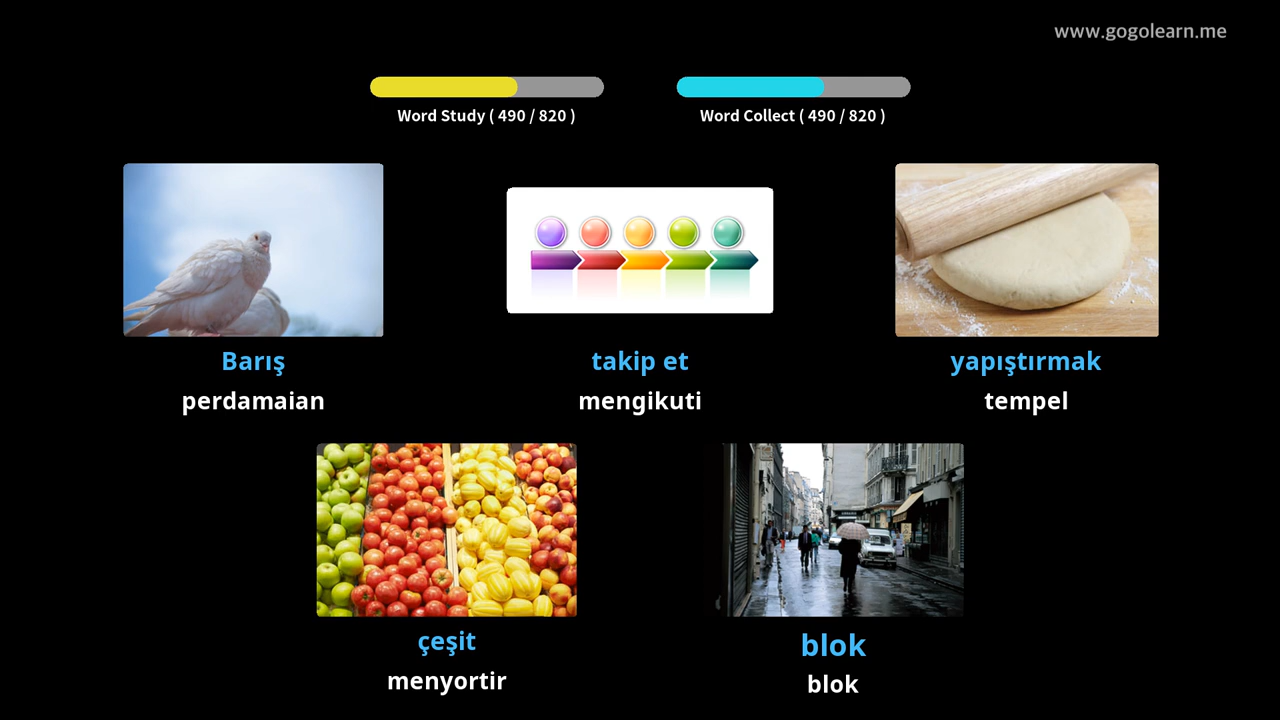 www.gogolearn.me
Word Study ( 490 / 820 )
Word Collect ( 490 / 820 )
Barış
perdamaian
takip et
mengikuti
yapıştırmak
tempel
çeşit
menyortir
blok
blok